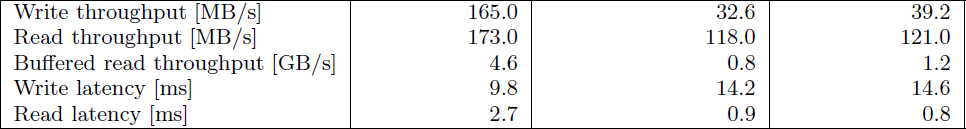 Write throughput [MB/s] 165.0 32.6 39.2
Read throughput [MB/s] 173.0 118.0 121.0
Buffered read throughput [GB/s] 4.6 0.8 1.2
Write latency [ms] 9.8 14.2 14.6
Read latency [ms] 2.7 0.9 0.8